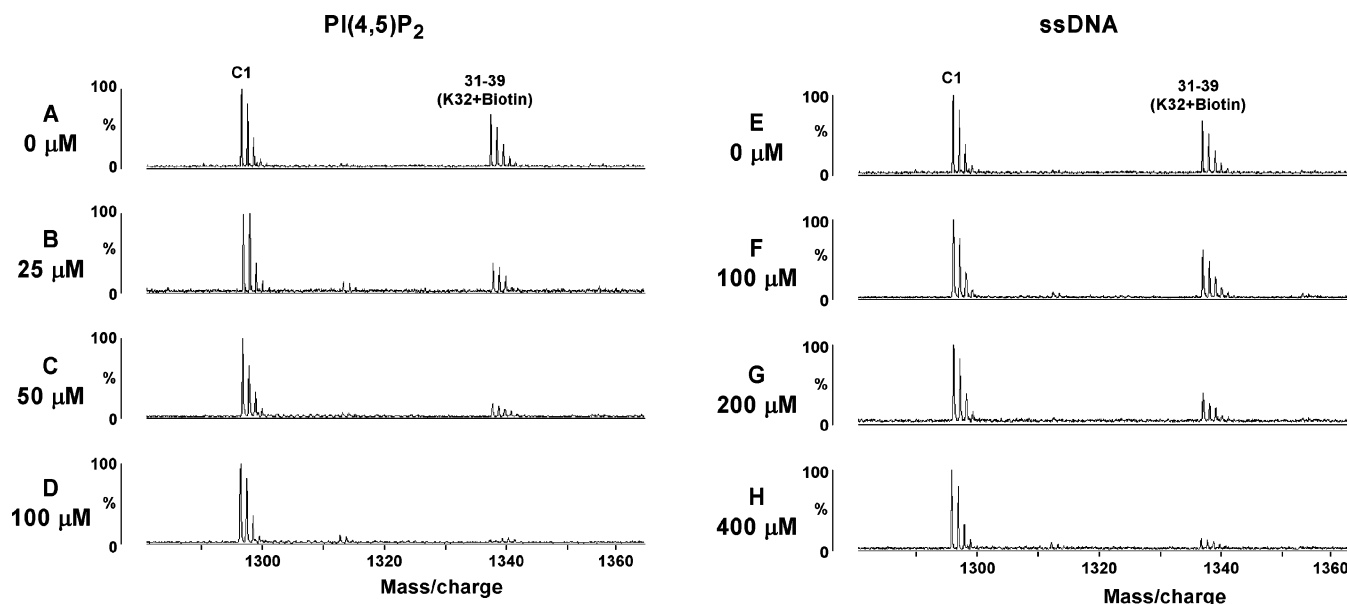 PI(4,5)P2
C1
31-39
(K32+Biotin)
A
0 µM
100
%
0
B
25 µM
100
%
0
C
50 µM
100
%
0
D
100 µM
100
%
0
1300
1320
1340
1360
Mass/charge
ssDNA
C1
31-39
(K32+Biotin)
E
0 µM
100
%
0
F
100 µM
100
%
0
G
200 µM
100
%
0
H
400 µM
100
%
0
1300
1320
1340
1360
Mass/charge